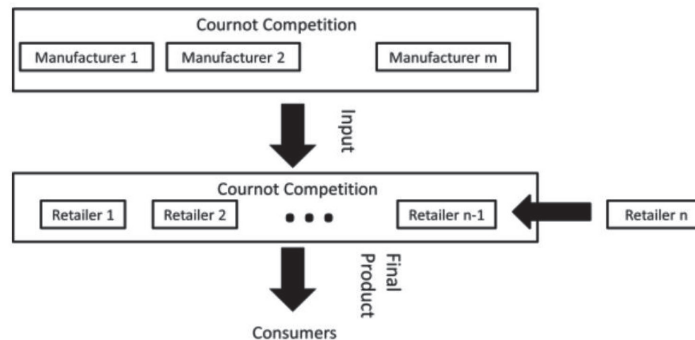 Cournot Competition
Manufacturer 1 Manufacturer 2 Manufacturer m
Input
Cournot Competition
Retailer 1 Retailer 2 Retailer n-1 Retailer n
Final
Product
Consumers